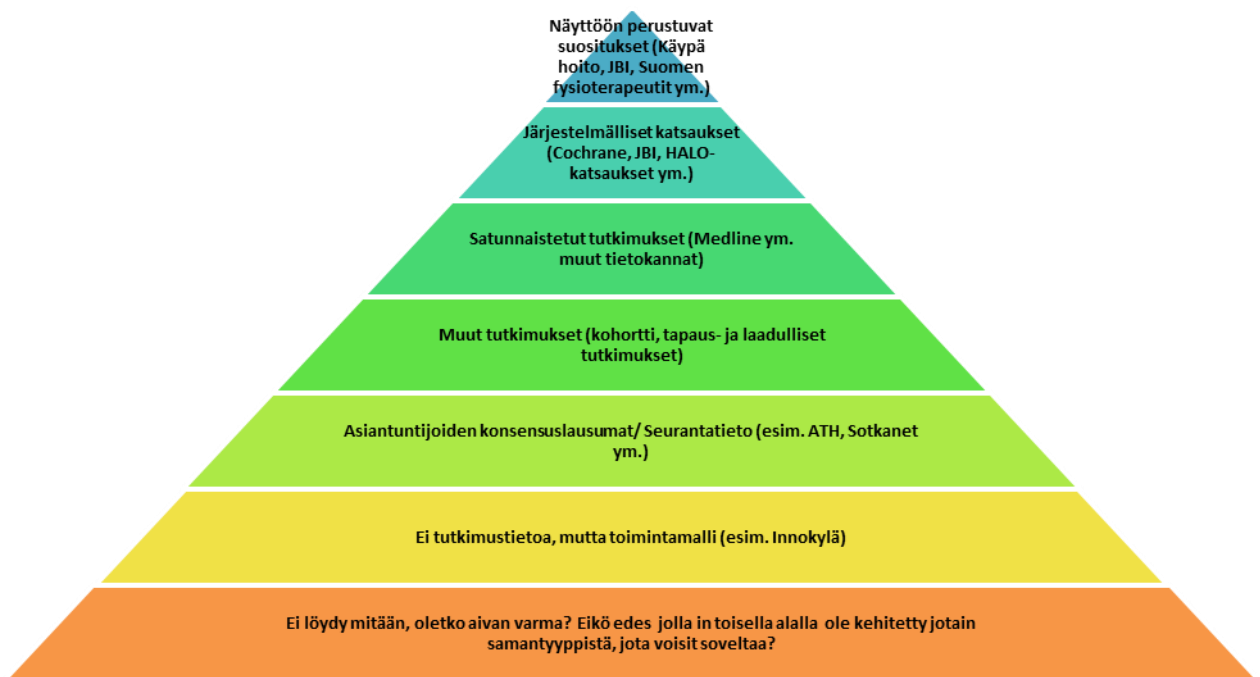 Näyttöön perustuvat
suositukset (Käypä
hoito, JBI, Suomen
fysioterapeutit ym.)
Järjestelmälliset katsaukset
(Cochrane, JBI, HALO-
katsaukset ym.)
Satunnaistetut tutkimukset (Medline ym.
muut tietokannat)
Muut tutkimukset (kohortti, tapaus- ja laadulliset
tutkimukset)
Asiantuntijoiden konsensuslausumat/ Seurantatieto (esim. ATH, Sotkanet
ym.)
Ei tutkimustietoa, mutta toimintamalli (esim. Innokylä)
Ei löydy mitään, oletko aivan varma? Eikö edes jolla in toisella alalla ole kehitetty jotain
samantyyppistä, jota voisit soveltaa?